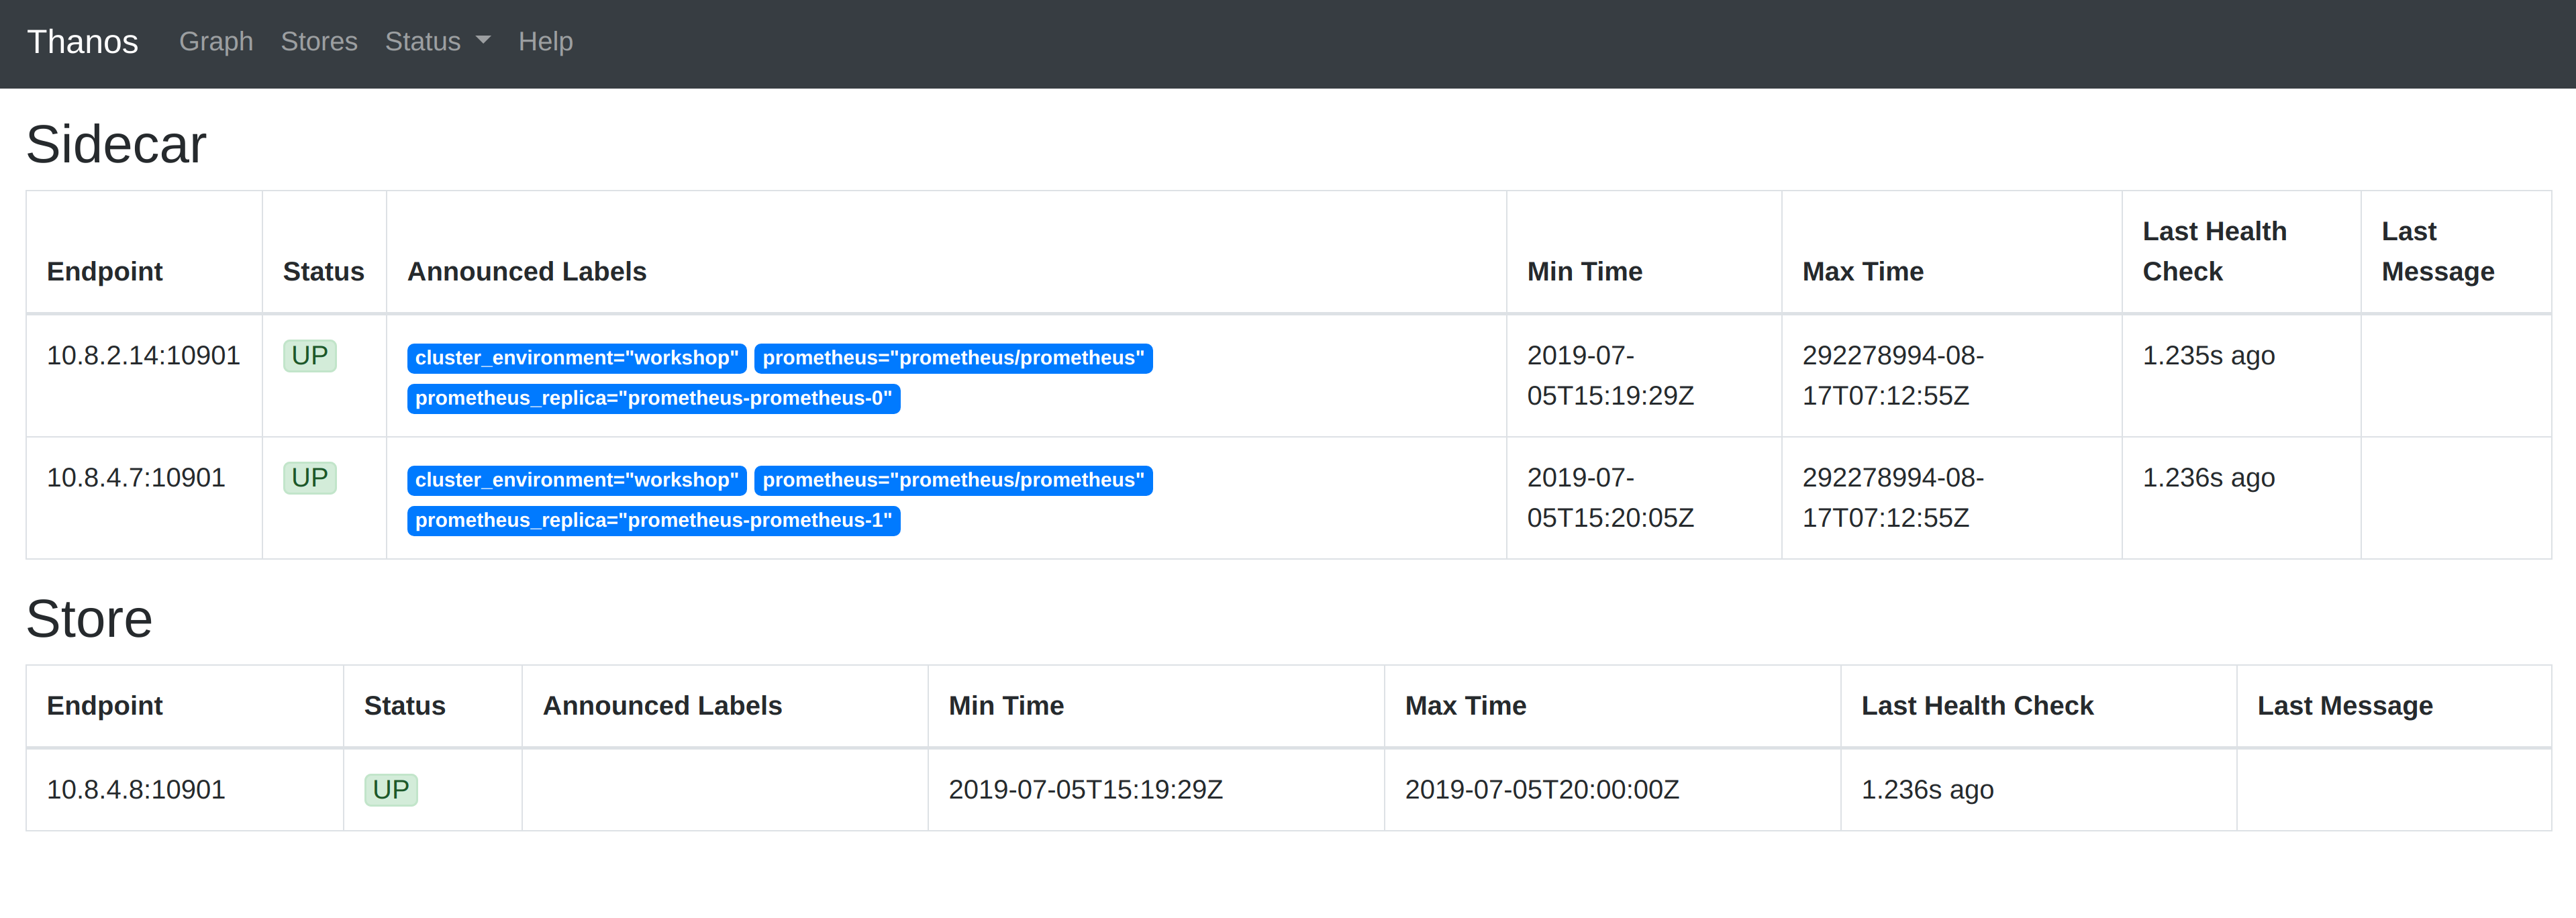 Thanos Graph Stores Status Help
Sidecar
Endpoint Status Announced Labels Min Time Max Time Last Health Check Last Message
10.8.2.14:10901 UP cluster_environment="workshop" prometheus="prometheus/prometheus" 2019-07- 292278994-08- 1.235s ago
prometheus_replica="prometheus-prometheus-0" 05T15:19:29Z 17T07:12:55Z
10.8.4.7:10901 UP cluster_environment="workshop" prometheus="prometheus/prometheus" 2019-07- 292278994-08- 1.236s ago
prometheus_replica="prometheus-prometheus-1" 05T15:20:05Z 17T07:12:55Z
Store
Endpoint Status Announced Labels Min Time Max Time Last Health Check Last Message
10.8.4.8:10901 UP 2019-07-05T15:19:29Z 2019-07-05T20:00:00Z 1.236s ago